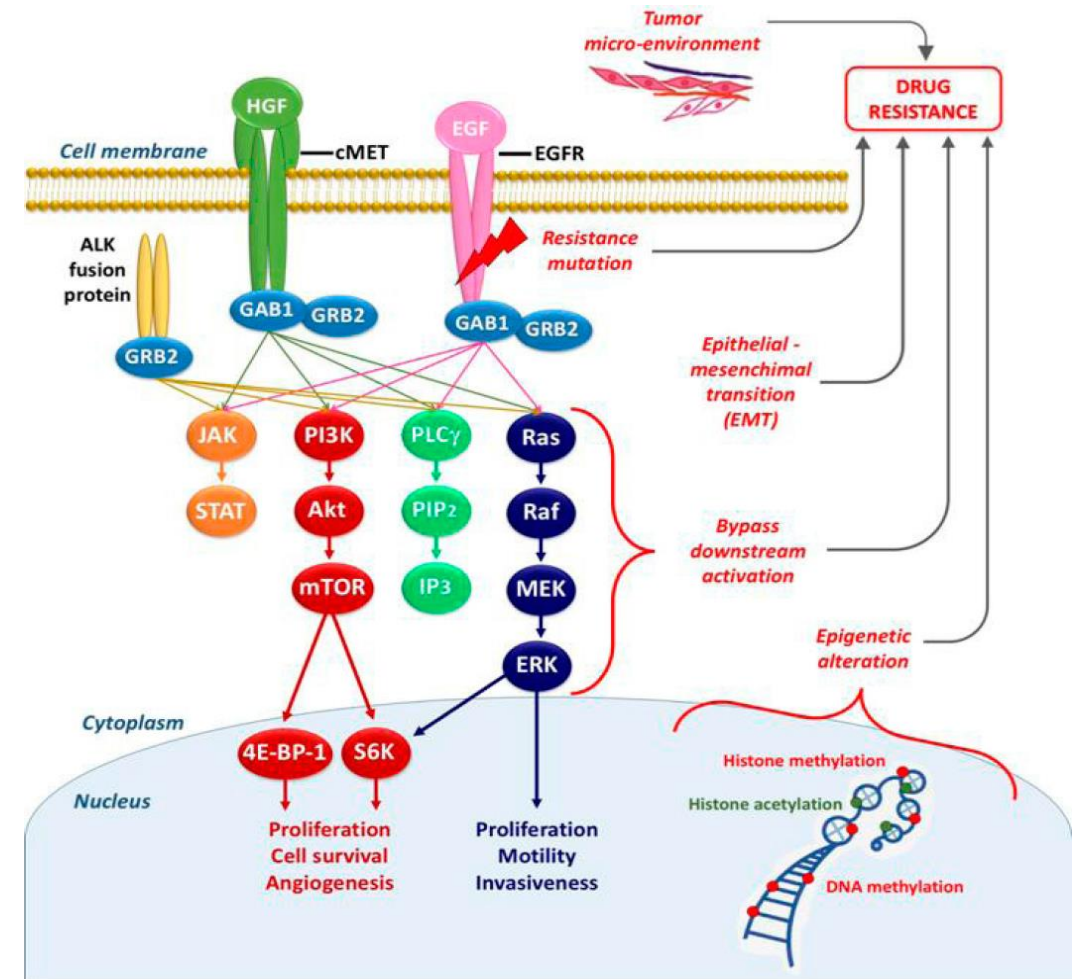 Tumor
micro-environment
DRUG
RESISTANCE
HGF
EGF
Cell membrane
cMET
EGFR
ALK
fusion
protein
Resistance
mutation
GAB1
GRB2
GAB1
GRB2
GRB2
Epithelial -
mesenchimal
transition
(EMT)
JAK
PI3K
PLCγ
Ras
STAT
Akt
PIP2
Raf
Bypass
downstream
activation
mTOR
IP3
MEK
ERK
Epigenetic
alteration
Cytoplasm
4E-BP-1
S6K
Nucleus
Histone methylation
Histone acetylation
Proliferation
Cell survival
Angiogenesis
Proliferation
Motility
Invasiveness
DNA methylation